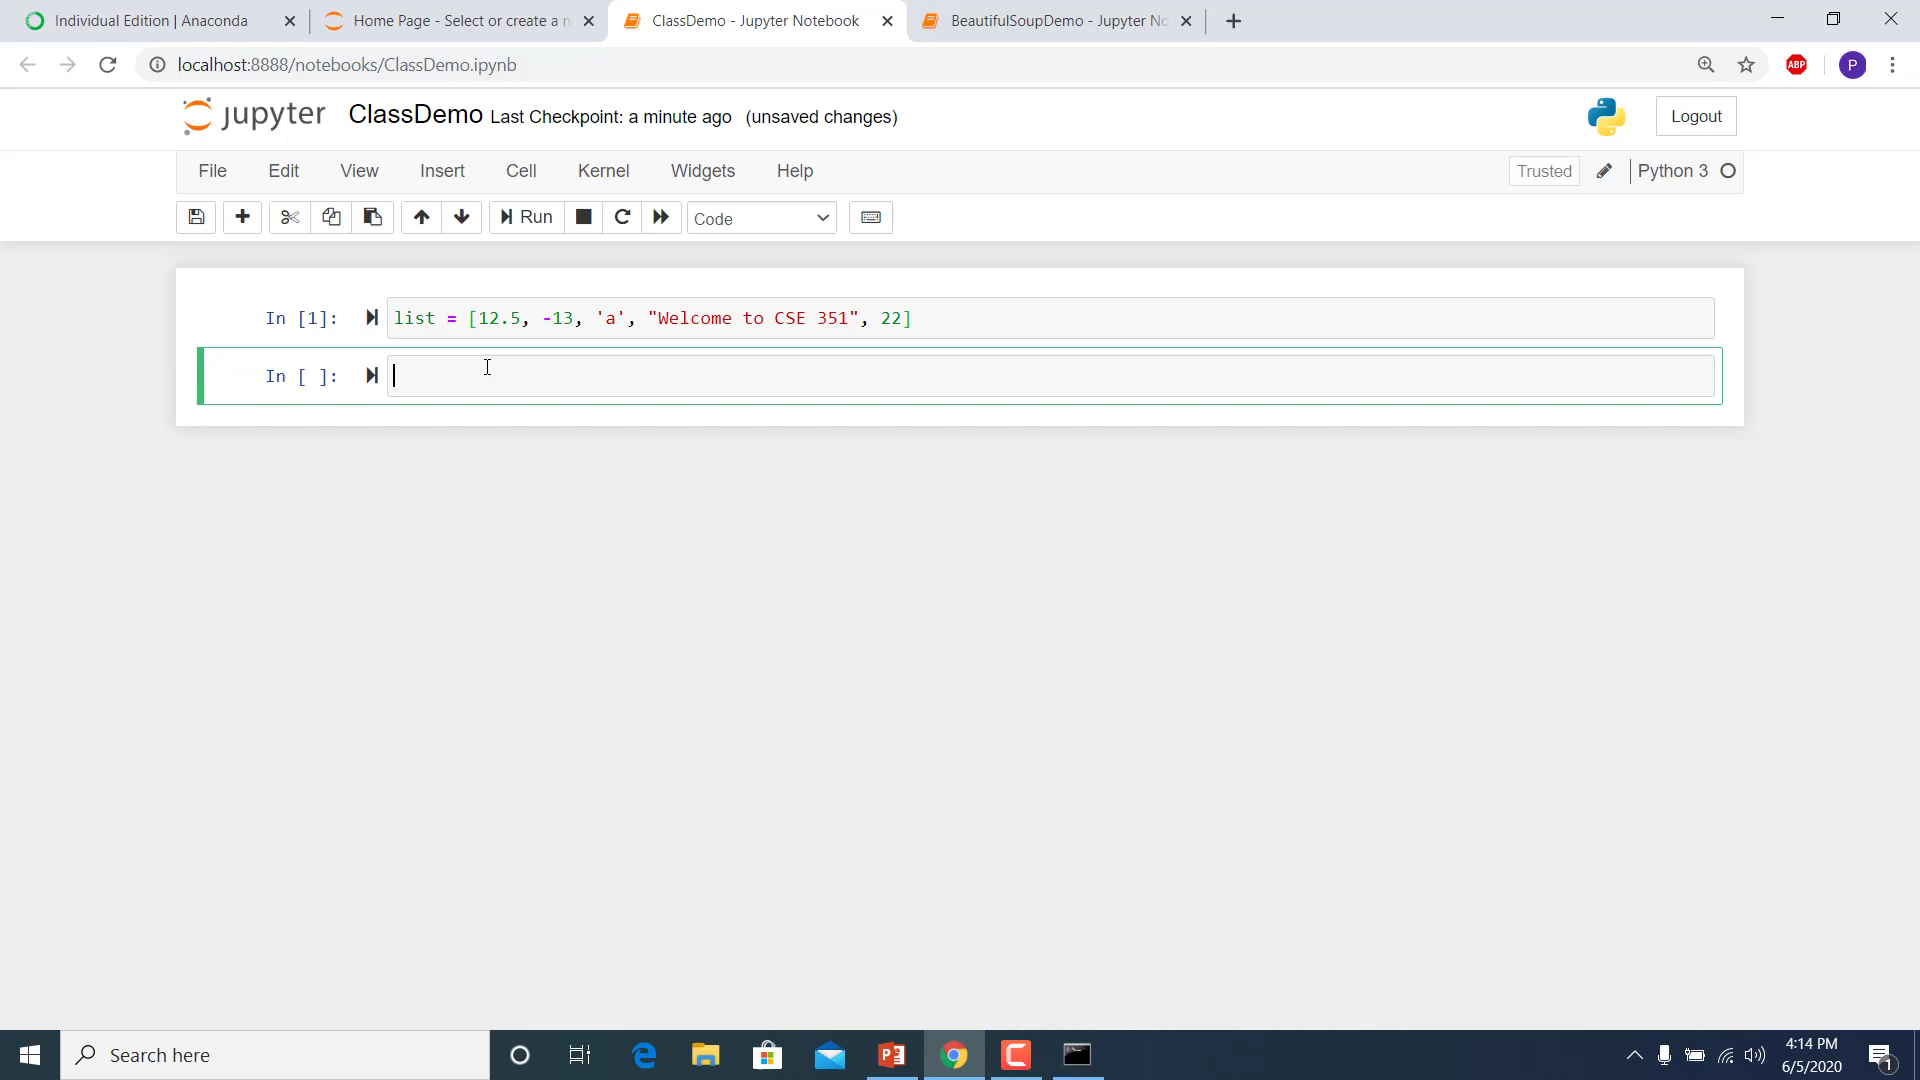 Individual Edition | Anaconda
Home Page - Select or create a n
ClassDemo - Jupyter Notebook
BeautifulSoupDemo - Jupyter No
localhost:8888/notebooks/ClassDemo.ipynb
ABP
P
jupyter ClassDemo Last Checkpoint: a minute ago (unsaved changes)
Logout
File Edit View Insert Cell Kernel Widgets Help
Trusted
Python 3
Run
Code
In [1]: list = [12.5, -13, 'a', "Welcome to CSE 351", 22]
In [ ]:
Search here
4:14 PM
6/5/2020
1